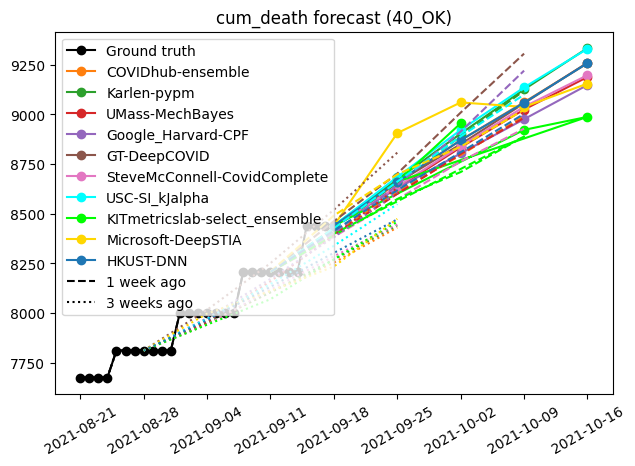 cum_death forecast (40_OK)
9250
9000
8750
8500
8250
8000
7750
Ground truth
COVIDhub-ensemble
Karlen-pypm
UMass-MechBayes
Google_Harvard-CPF
GT-DeepCOVID
SteveMcConnell-CovidComplete
USC-SI_kJalpha
KITmetricslab-select_ensemble
Microsoft-DeepSTIA
HKUST-DNN
1 week ago
3 weeks ago
2021-08-21
2021-08-28
2021-09-04
2021-09-11
2021-09-18
2021-09-25
2021-10-02
2021-10-09
2021-10-16